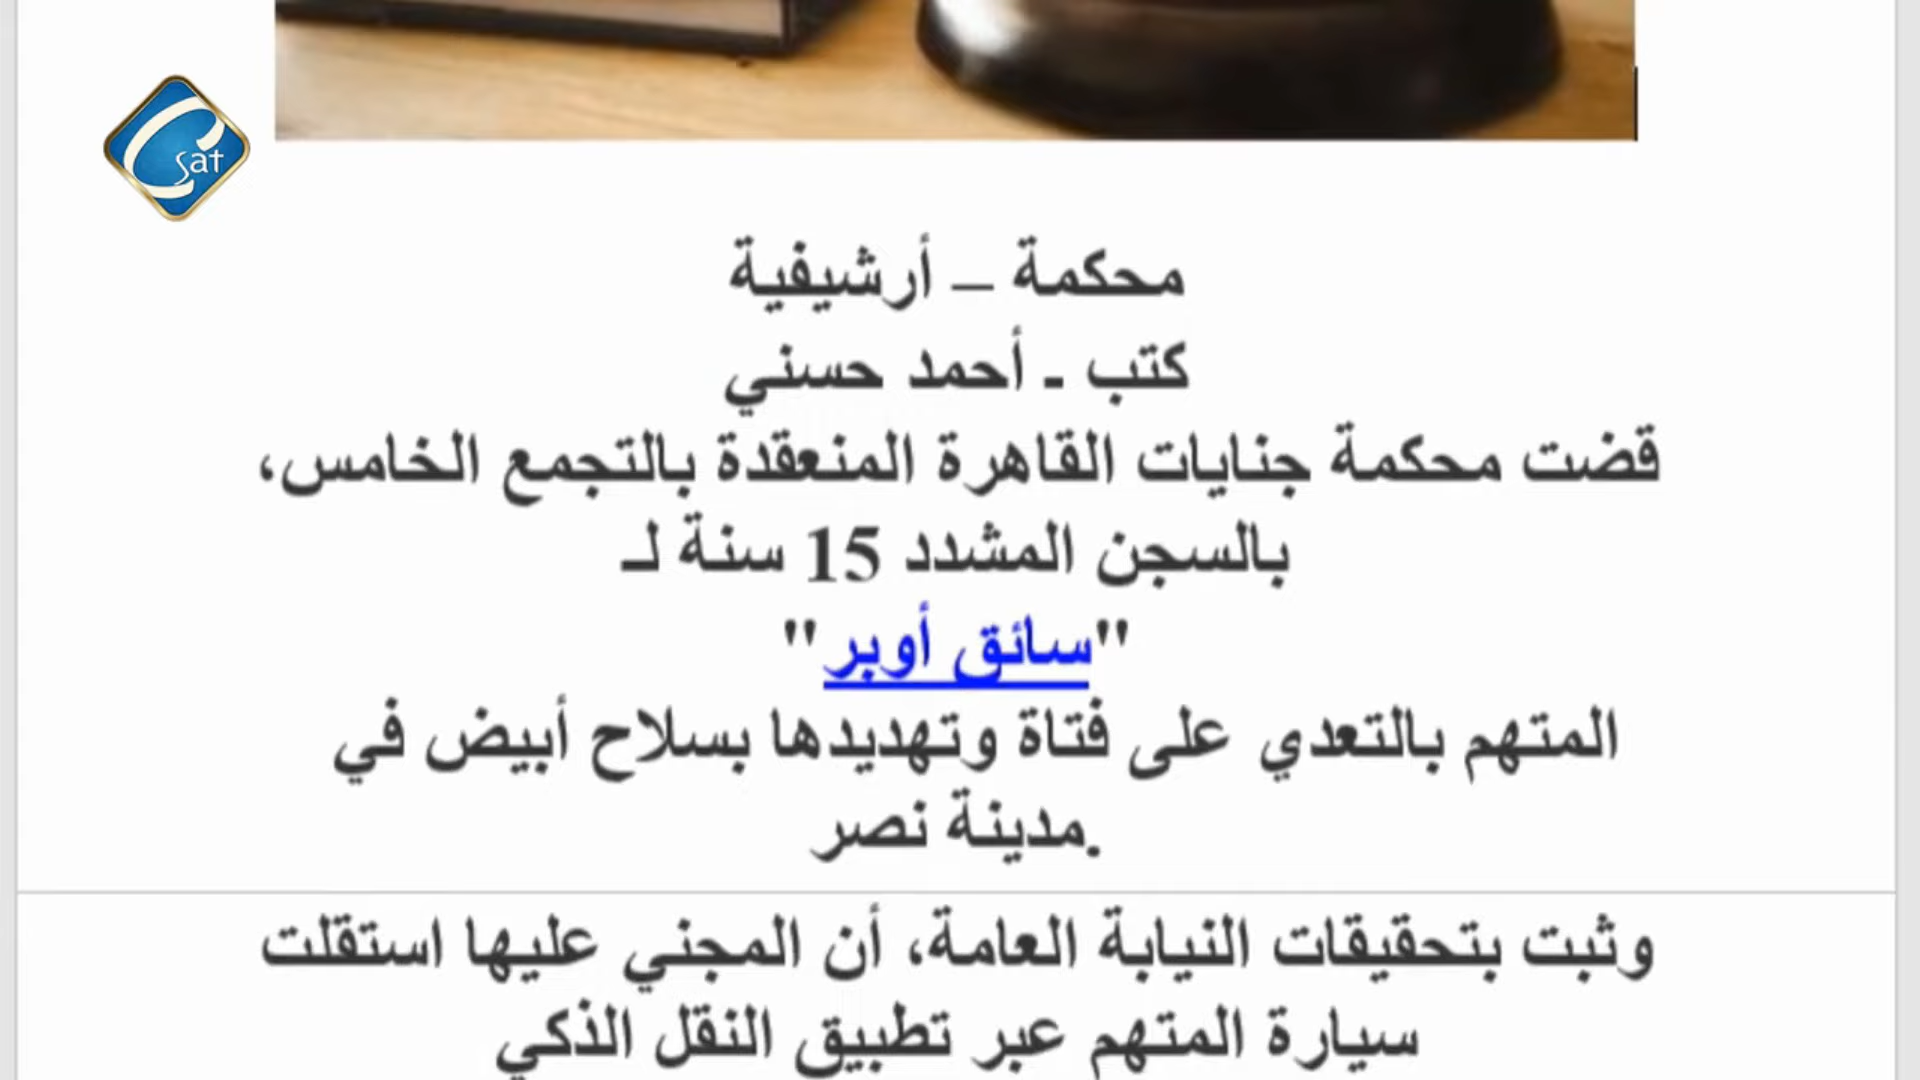 C sat
محكمة – أرشيفية
كتب - أحمد حسني
قضت محكمة جنايات القاهرة المنعقدة بالتجمع الخامس،
بالسجن المشدد 15 سنة لـ
"سائق أوبر"
المتهم بالتعدي على فتاة وتهديدها بسلاح أبيض في
.مدينة نصر
وثبت بتحقيقات النيابة العامة، أن المجني عليها استقلت
سيارة المتهم عبر تطبيق النقل الذكي